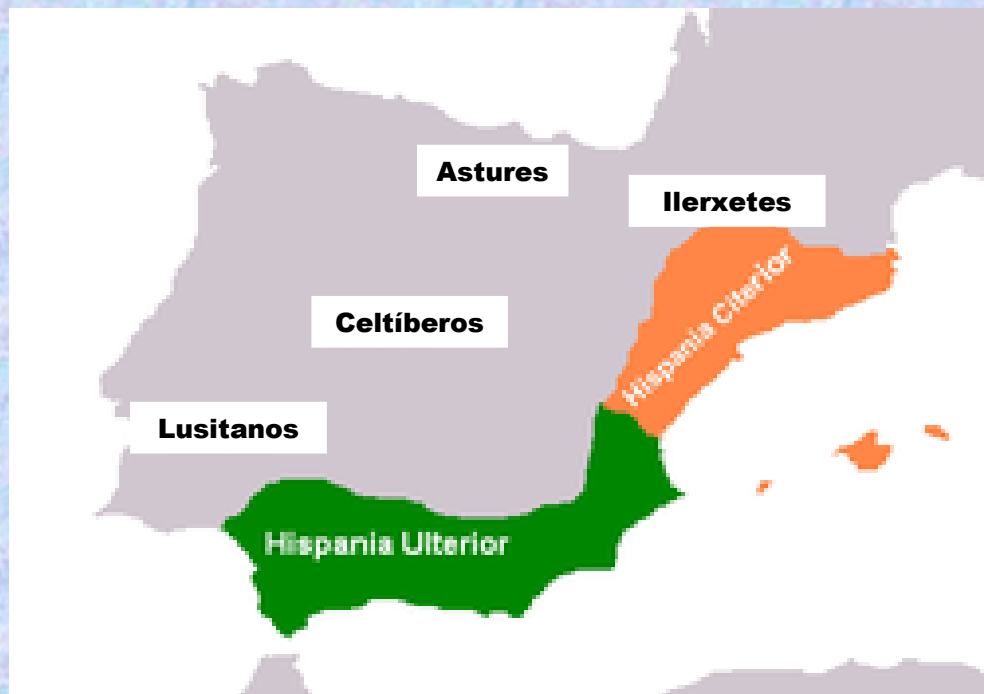 Astures
Ilerxetes
Hispania Citerior
Celtíberos
Lusitanos
Hispania Ulterior